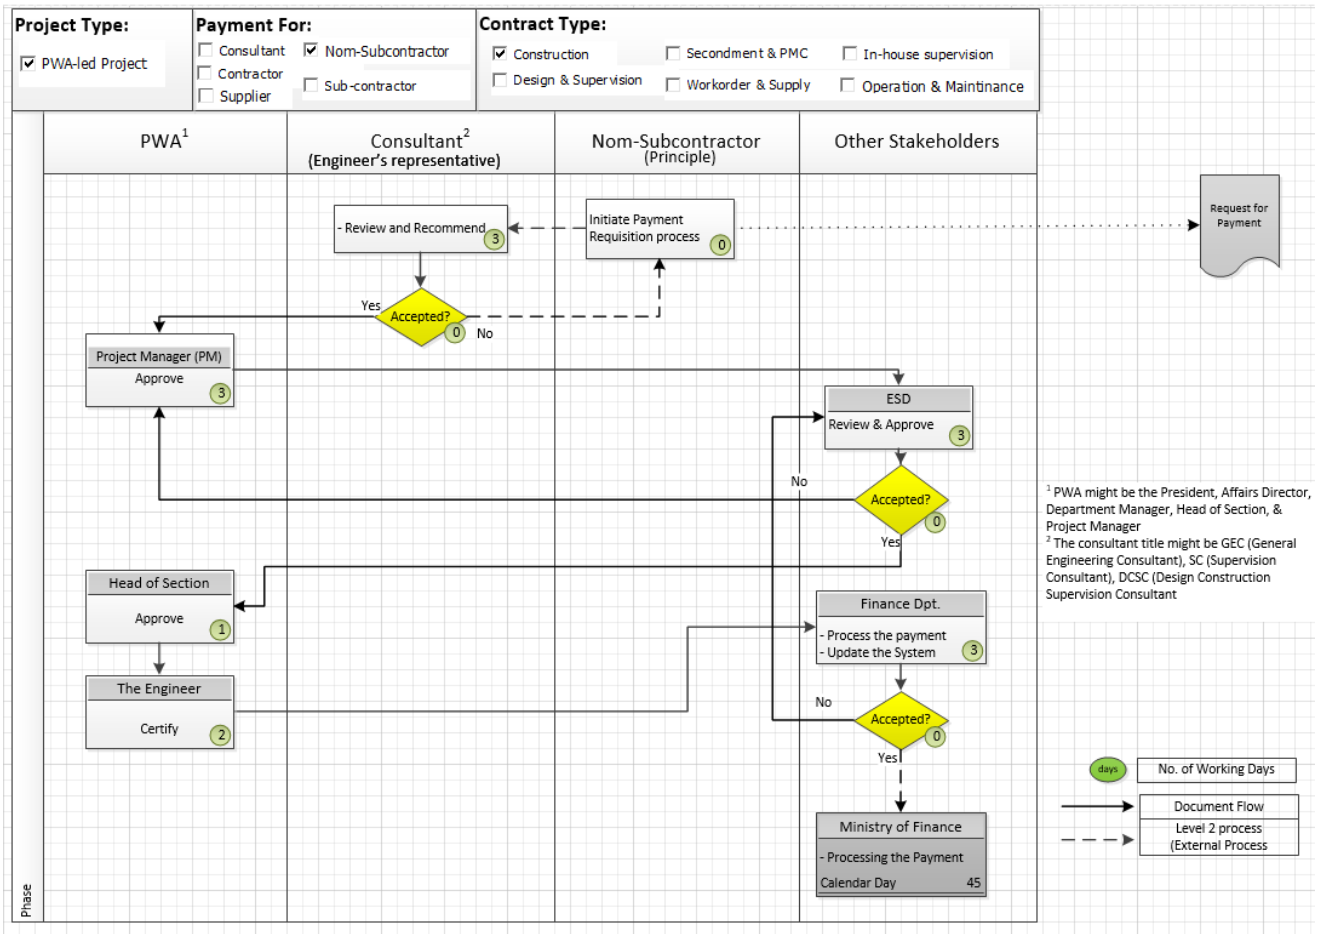 Project Type:
PWA-led Project
Payment For:
Consultant
Nom-Subcontractor
Contractor
Sub-contractor
Supplier
Contract Type:
Construction
Secondment & PMC
In-house supervision
Design & Supervision
Workorder & Supply
Operation & Maintinance
PWA1
Consultant2
(Engineer's representative)
Nom-Subcontractor
(Principle)
Other Stakeholders
- Review and Recommend
3
Initiate Payment
Requisition process
0
Request for
Payment
Yes
Accepted?
0
No
Project Manager (PM)
Approve
3
ESD
Review & Approve
3
No
Accepted?
0
Yes
1 PWA might be the President, Affairs Director,
Department Manager, Head of Section, &
Project Manager
2 The consultant title might be GEC (General
Engineering Consultant), SC (Supervision
Consultant), DCSC (Design Construction
Supervision Consultant
Head of Section
Approve
1
Finance Dpt.
- Process the payment
- Update the System
3
The Engineer
Certify
2
No
Accepted?
0
Yes
Ministry of Finance
- Processing the Payment
Calendar Day 45
days
No. of Working Days
Document Flow
Level 2 process
(External Process
Phase